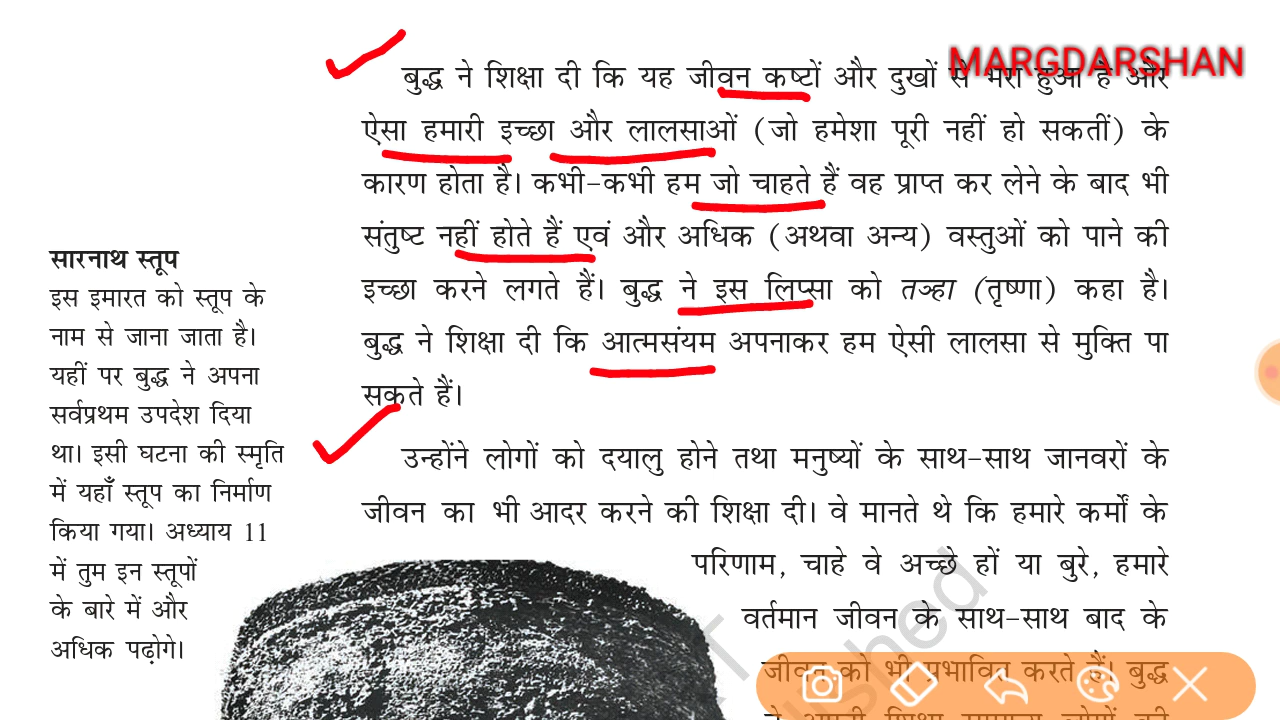 MARGDARSHAN
बुद्ध ने शिक्षा दी कि यह जीवन कष्टों और दुखों से भरा हुआ है और
ऐसा हमारी इच्छा और लालसाओं (जो हमेशा पूरी नहीं हो सकतीं) के
कारण होता है। कभी-कभी हम जो चाहते हैं वह प्राप्त कर लेने के बाद भी
संतुष्ट नहीं होते हैं एवं और अधिक (अथवा अन्य) वस्तुओं को पाने की
इच्छा करने लगते हैं। बुद्ध ने इस लिप्सा को तञ्हा (तृष्णा) कहा है।
बुद्ध ने शिक्षा दी कि आत्मसंयम अपनाकर हम ऐसी लालसा से मुक्ति पा
सकते हैं।
उन्होंने लोगों को दयालु होने तथा मनुष्यों के साथ-साथ जानवरों के
जीवन का भी आदर करने की शिक्षा दी। वे मानते थे कि हमारे कर्मों के
परिणाम, चाहे वे अच्छे हों या बुरे, हमारे
वर्तमान जीवन के साथ-साथ बाद के
जीवन को भी प्रभावित करते हैं। बुद्ध
सारनाथ स्तूप
इस इमारत को स्तूप के
नाम से जाना जाता है।
यहीं पर बुद्ध ने अपना
सर्वप्रथम उपदेश दिया
था। इसी घटना की स्मृति
में यहाँ स्तूप का निर्माण
किया गया। अध्याय 11
में तुम इन स्तूपों
के बारे में और
अधिक पढ़ोगे।